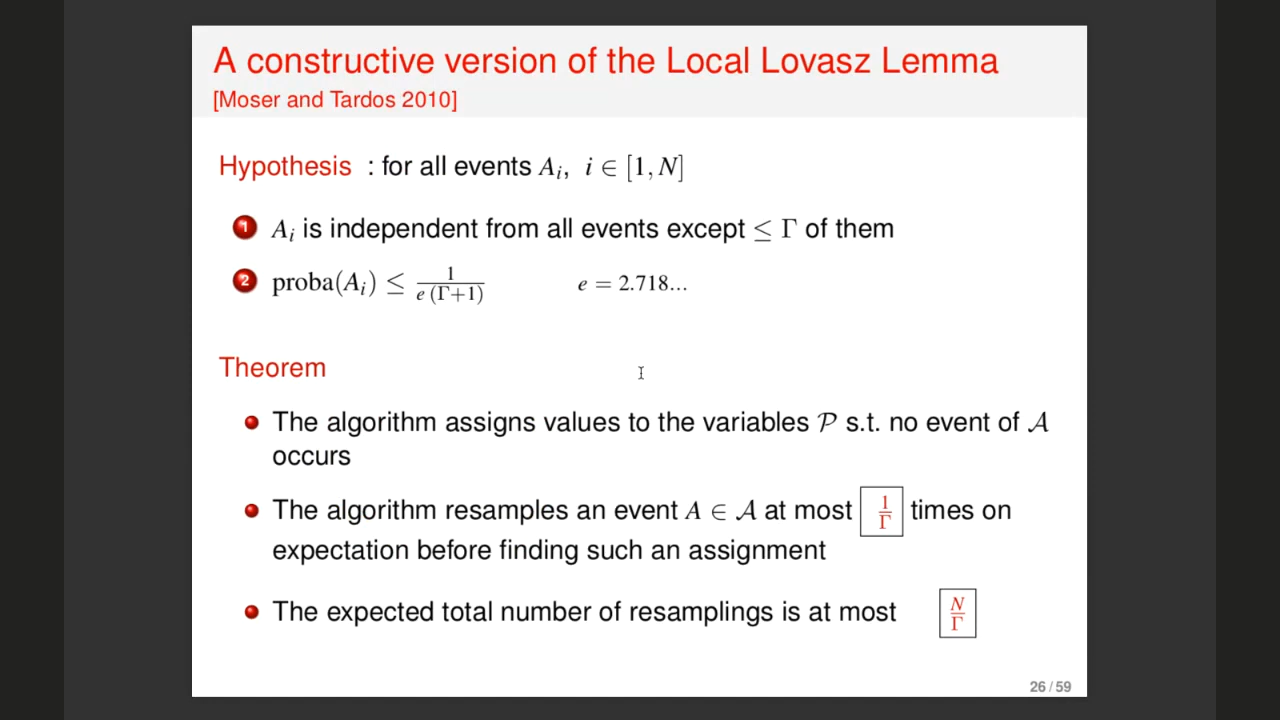 A constructive version of the Local Lovasz Lemma
[Moser and Tardos 2010]
Hypothesis : for all events A_i, i ∈ [1, N]
1 A_i is independent from all events except ≤ Γ of them
2 proba(A_i) ≤ 1/(e (Γ+1)) e = 2.718...
Theorem
The algorithm assigns values to the variables 𝒫 s.t. no event of 𝒜
occurs
The algorithm resamples an event A ∈ 𝒜 at most 1/Γ times on
expectation before finding such an assignment
The expected total number of resamplings is at most N/Γ
26 / 59